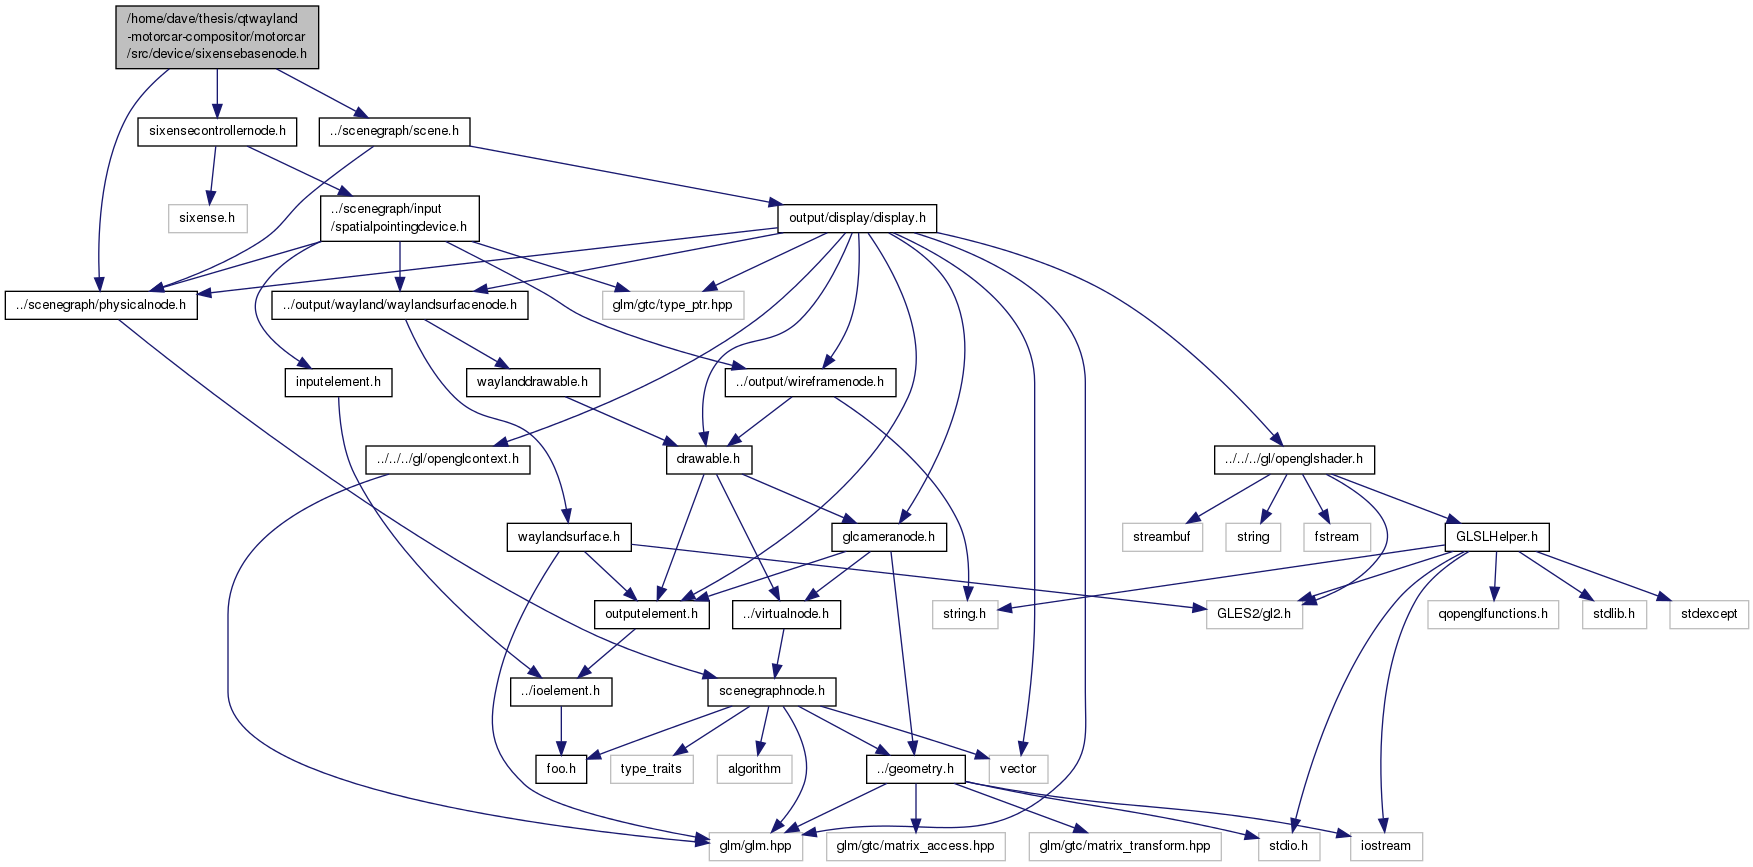 /home/dave/thesis/qtwayland
-motorcar-compositor/motorcar
/src/device/sixensebasenode.h
sixensecontrollernode.h
../scenegraph/scene.h
sixense.h
../scenegraph/input
/spatialpointingdevice.h
output/display/display.h
../scenegraph/physicalnode.h
../output/wayland/waylandsurfacenode.h
glm/gtc/type_ptr.hpp
inputelement.h
waylanddrawable.h
../output/wireframenode.h
../../../gl/openglcontext.h
drawable.h
../../../gl/openglshader.h
waylandsurface.h
glcameranode.h
streambuf
string
fstream
GLSLHelper.h
outputelement.h
../virtualnode.h
string.h
GLES2/gl2.h
qopenglfunctions.h
stdlib.h
stdexcept
../ioelement.h
scenegraphnode.h
foo.h
type_traits
algorithm
../geometry.h
vector
glm/glm.hpp
glm/gtc/matrix_access.hpp
glm/gtc/matrix_transform.hpp
stdio.h
iostream